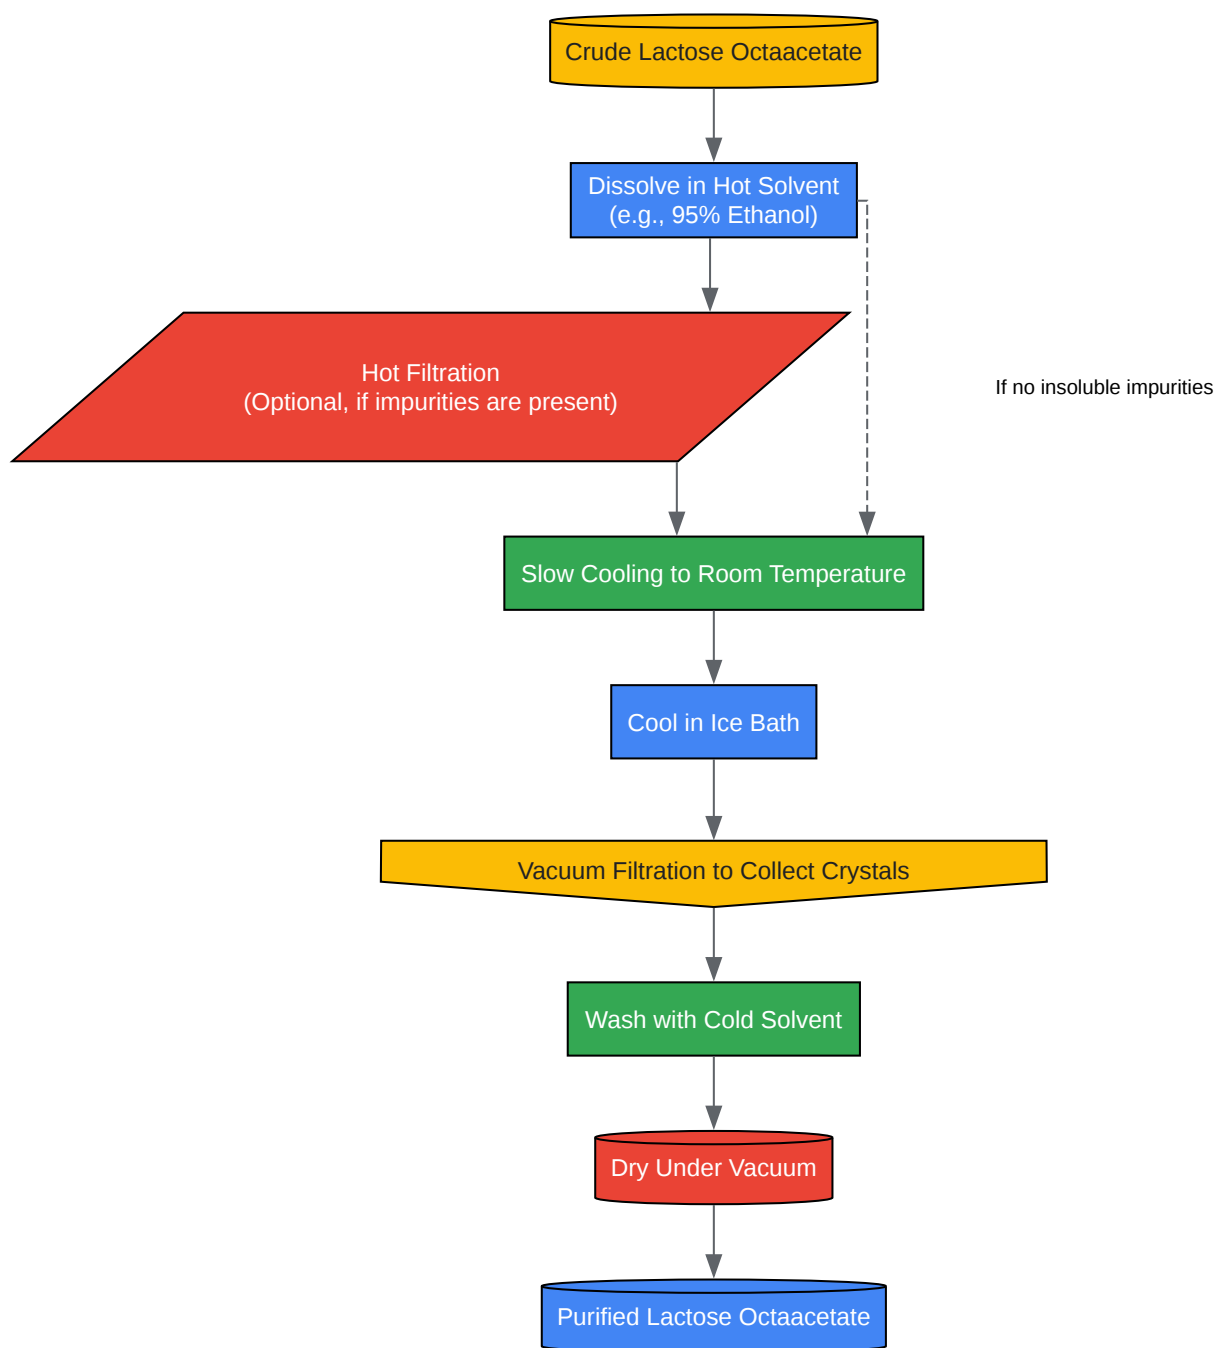 Crude Lactose Octaacetate
Dissolve in Hot Solvent
(e.g., 95% Ethanol)
Hot Filtration
(Optional, if impurities are present)
If no insoluble impurities
Slow Cooling to Room Temperature
Cool in Ice Bath
Vacuum Filtration to Collect Crystals
Wash with Cold Solvent
Dry Under Vacuum
Purified Lactose Octaacetate